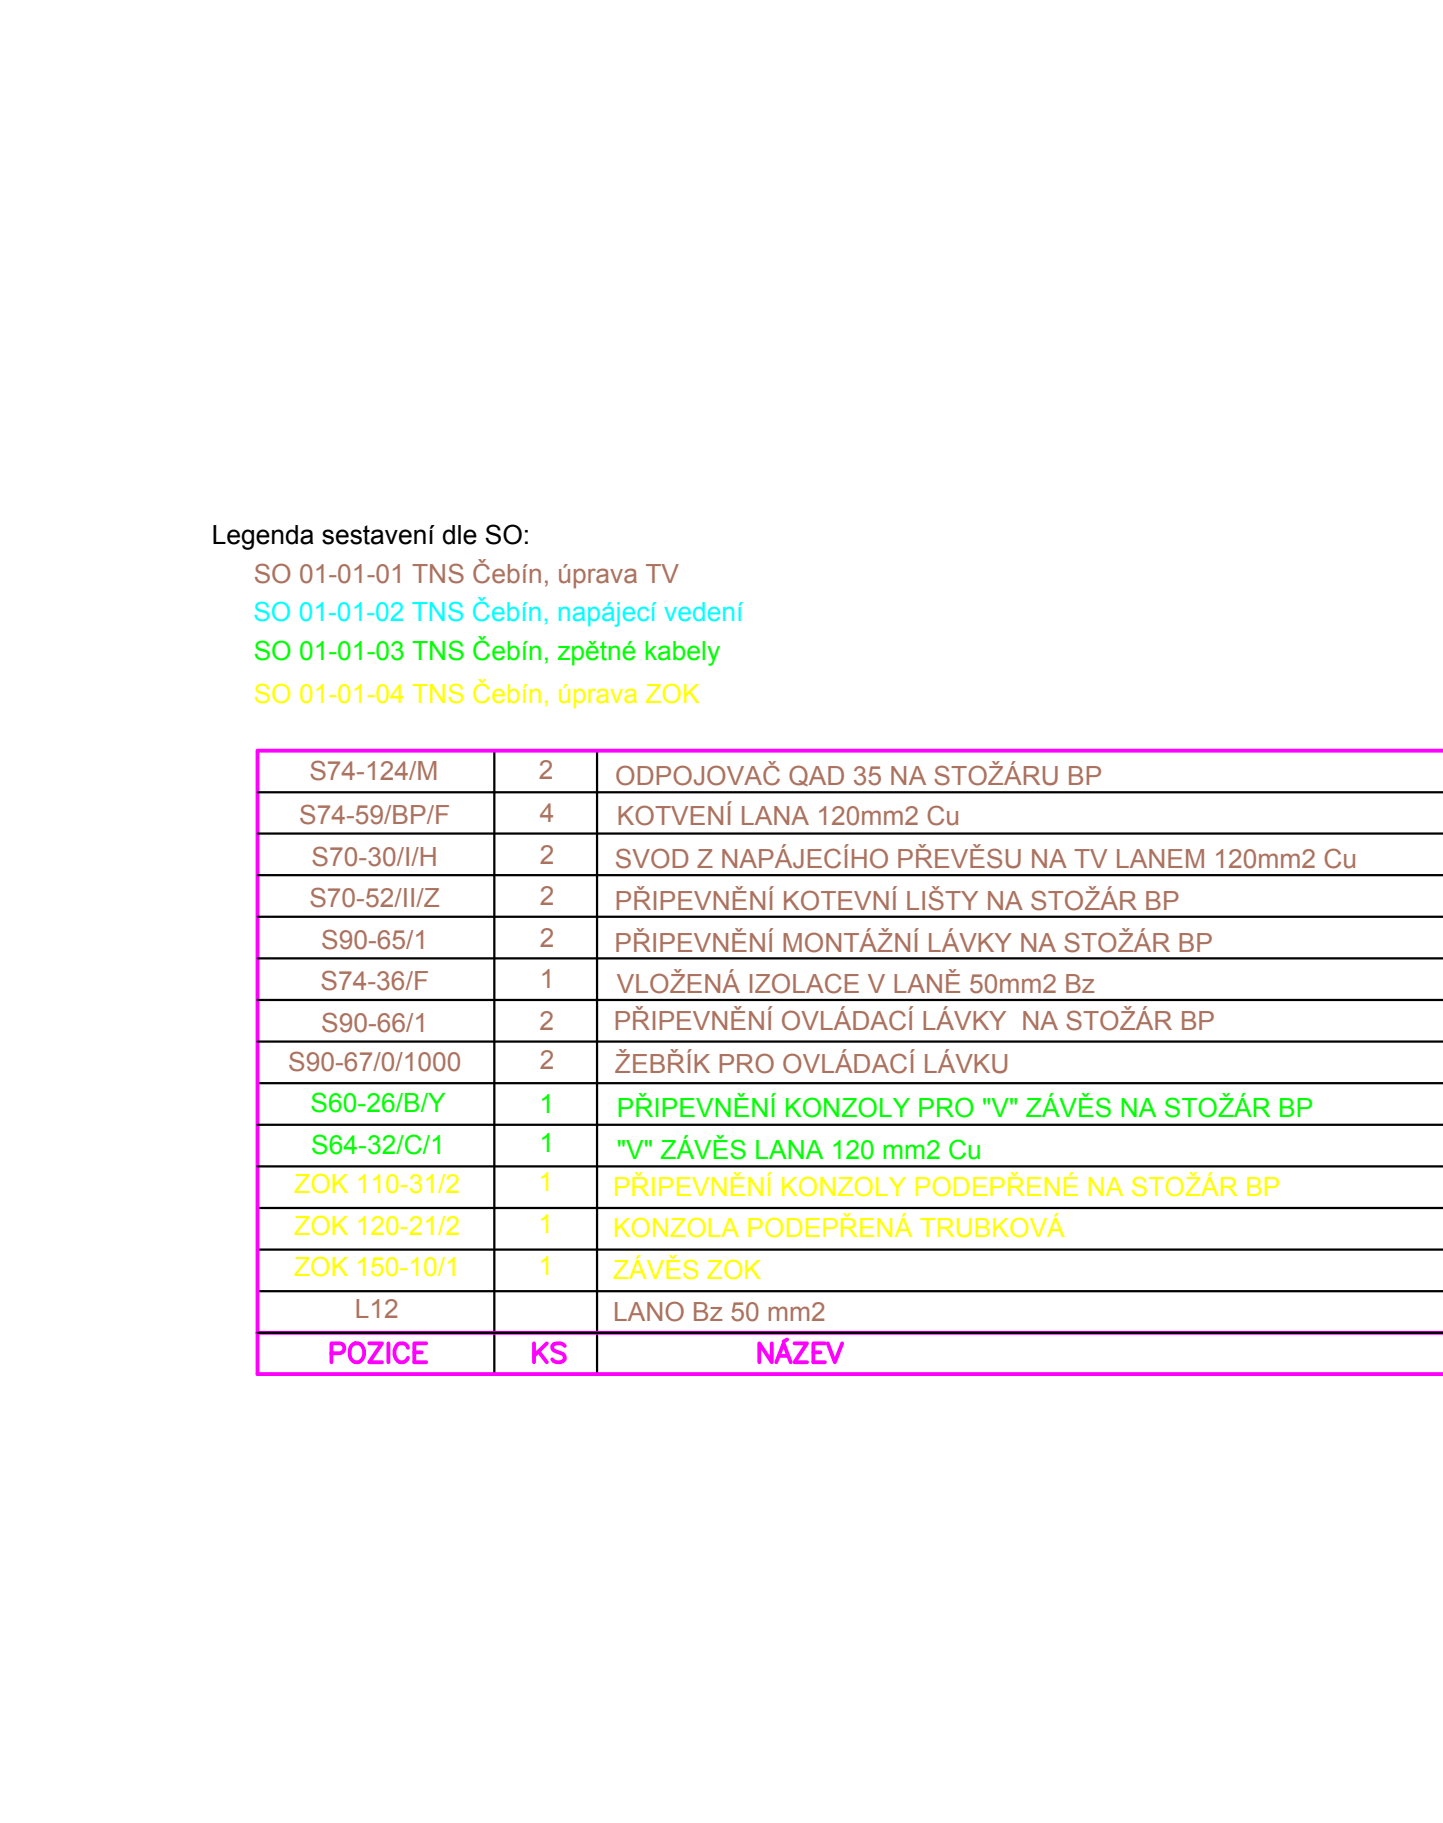 Legenda sestavení dle SO:
SO 01-01-01 TNS Čebín, úprava TV
SO 01-01-02 TNS Čebín, napájecí vedení
SO 01-01-03 TNS Čebín, zpětné kabely
SO 01-01-04 TNS Čebín, úprava ZOK
S74-124/M 2 ODPOJOVAČ QAD 35 NA STOŽÁRU BP
S74-59/BP/F 4 KOTVENÍ LANA 120mm2 Cu
S70-30/I/H 2 SVOD Z NAPÁJECÍHO PŘEVĚSU NA TV LANEM 120mm2 Cu
S70-52/II/Z 2 PŘIPEVNĚNÍ KOTEVNÍ LIŠTY NA STOŽÁR BP
S90-65/1 2 PŘIPEVNĚNÍ MONTÁŽNÍ LÁVKY NA STOŽÁR BP
S74-36/F 1 VLOŽENÁ IZOLACE V LANĚ 50mm2 Bz
S90-66/1 2 PŘIPEVNĚNÍ OVLÁDACÍ LÁVKY NA STOŽÁR BP
S90-67/0/1000 2 ŽEBŘÍK PRO OVLÁDACÍ LÁVKU
S60-26/B/Y 1 PŘIPEVNĚNÍ KONZOLY PRO "V" ZÁVĚS NA STOŽÁR BP
S64-32/C/1 1 "V" ZÁVĚS LANA 120 mm2 Cu
ZOK 110-31/2 1 PŘIPEVNĚNÍ KONZOLY PODEPŘENÉ NA STOŽÁR BP
ZOK 120-21/2 1 KONZOLA PODEPŘENÁ TRUBKOVÁ
ZOK 150-10/1 1 ZÁVĚS ZOK
L12 LANO Bz 50 mm2
POZICE KS NÁZEV